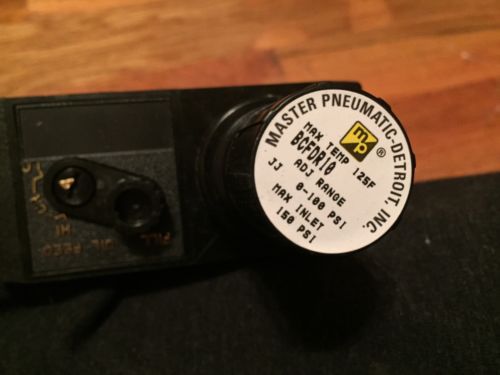 MASTER PNEUMATIC-DETROIT, INC.
mp ®
MAX TEMP 125F
BCFDR10
ADJ RANGE
JJ 0-100 PSI
MAX INLET
150 PSI
FILL
OIL FEED
HI